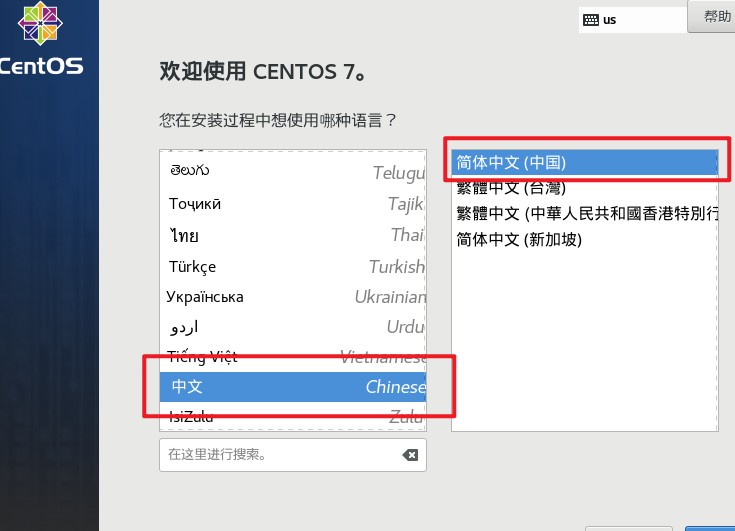 us
帮助
CentOS
欢迎使用 CENTOS 7。
您在安装过程中想使用哪种语言？
తెలుగు Telugu
Тоҷикӣ Tajik
ไทย Thai
Türkçe Turkish
Українська Ukrainian
اردو Urdu
Tiếng Việt Vietnamese
中文 Chinese
IsiZulu Zulu
简体中文 (中国)
繁體中文 (台灣)
繁體中文 (中華人民共和國香港特別行
简体中文 (新加坡)
在这里进行搜索。